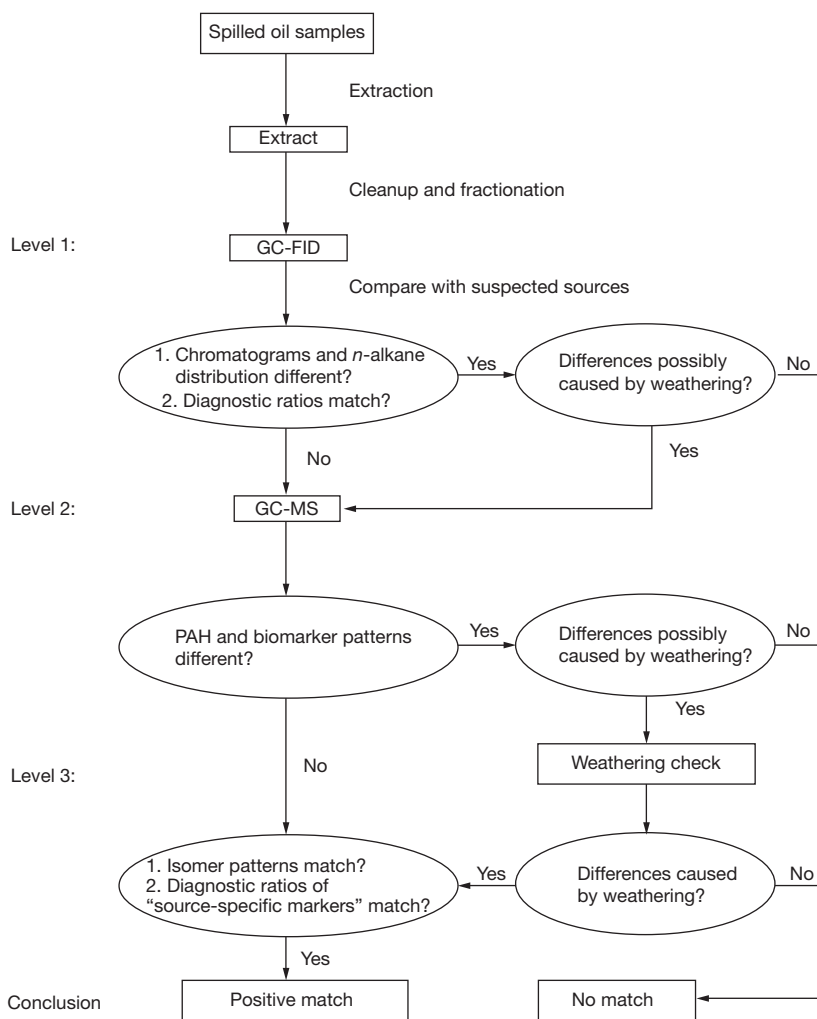 Spilled oil samples
Extraction
Extract
Cleanup and fractionation
Level 1:
GC-FID
Compare with suspected sources
1. Chromatograms and n-alkane
distribution different?
2. Diagnostic ratios match?
Yes
Differences possibly
caused by weathering?
No
No
Yes
Level 2:
GC-MS
PAH and biomarker patterns
different?
Yes
Differences possibly
caused by weathering?
No
Yes
Level 3:
No
Weathering check
1. Isomer patterns match?
2. Diagnostic ratios of
“source-specific markers” match?
Yes
Differences caused
by weathering?
No
Yes
Conclusion
Positive match
No match